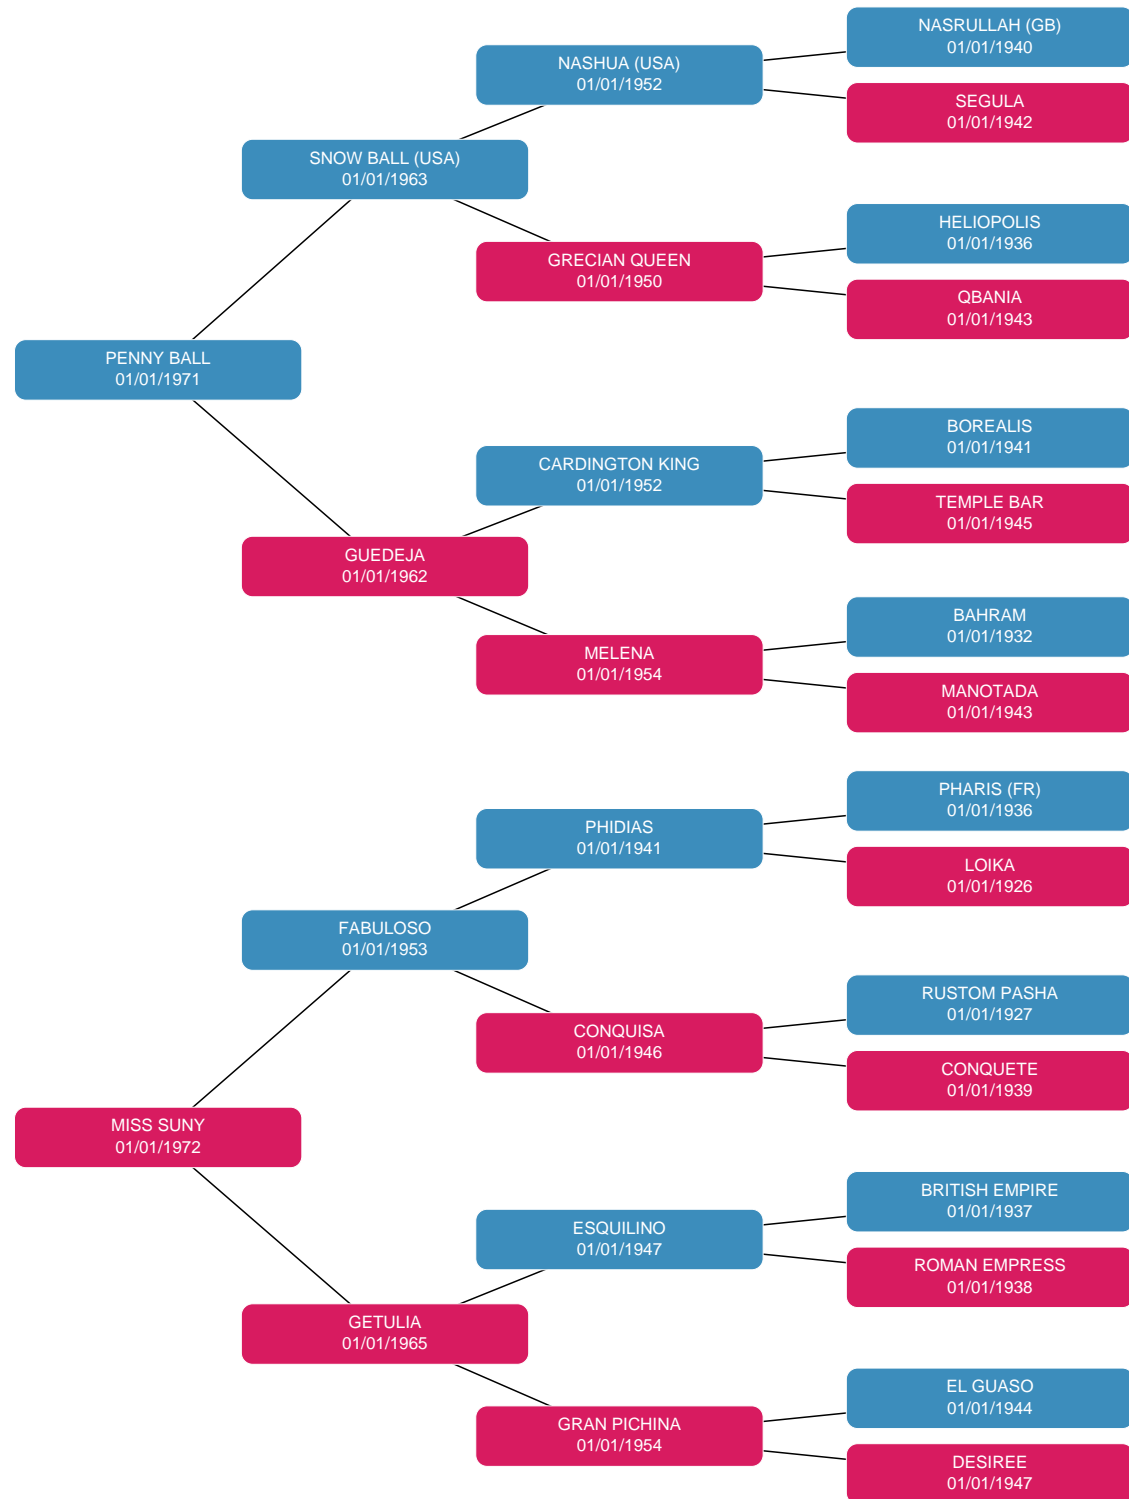 NASRULLAH (GB)
01/01/1940
NASHUA (USA)
01/01/1952
SEGULA
01/01/1942
SNOW BALL (USA)
01/01/1963
HELIOPOLIS
01/01/1936
GRECIAN QUEEN
01/01/1950
QBANIA
01/01/1943
PENNY BALL
01/01/1971
BOREALIS
01/01/1941
CARDINGTON KING
01/01/1952
TEMPLE BAR
01/01/1945
GUEDEJA
01/01/1962
BAHRAM
01/01/1932
MELENA
01/01/1954
MANOTADA
01/01/1943
PHARIS (FR)
01/01/1936
PHIDIAS
01/01/1941
LOIKA
01/01/1926
FABULOSO
01/01/1953
RUSTOM PASHA
01/01/1927
CONQUISA
01/01/1946
CONQUETE
01/01/1939
MISS SUNY
01/01/1972
BRITISH EMPIRE
01/01/1937
ESQUILINO
01/01/1947
ROMAN EMPRESS
01/01/1938
GETULIA
01/01/1965
EL GUASO
01/01/1944
GRAN PICHINA
01/01/1954
DESIREE
01/01/1947